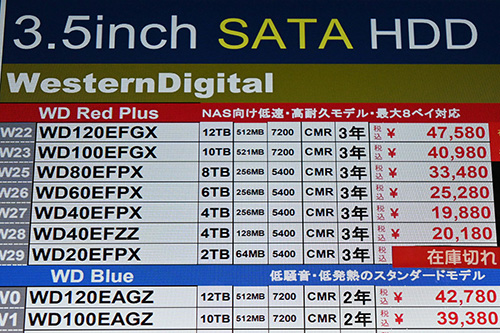 3.5inch SATA HDD
WesternDigital
WD Red Plus NAS向け低速・高耐久モデル・最大8ベイ対応
W22 WD120EFGX 12TB 512MB 7200 CMR 3年 税込 ¥ 47,580
W23 WD100EFGX 10TB 521MB 7200 CMR 3年 税込 ¥ 40,980
W25 WD80EFPX 8TB 256MB 5400 CMR 3年 税込 ¥ 33,480
W26 WD60EFPX 6TB 256MB 5400 CMR 3年 税込 ¥ 25,280
W27 WD40EFPX 4TB 256MB 5400 CMR 3年 税込 ¥ 19,880
W28 WD40EFZZ 4TB 128MB 5400 CMR 3年 税込 ¥ 20,180
W29 WD20EFPX 2TB 64MB 5400 CMR 3年 在庫切れ
WD Blue 低騒音・低発熱のスタンダードモデル
W0 WD120EAGZ 12TB 512MB 7200 CMR 2年 税込 ¥ 42,780
W1 WD100EAGZ 10TB 512MB 7200 CMR 2年 税込 ¥ 39,380